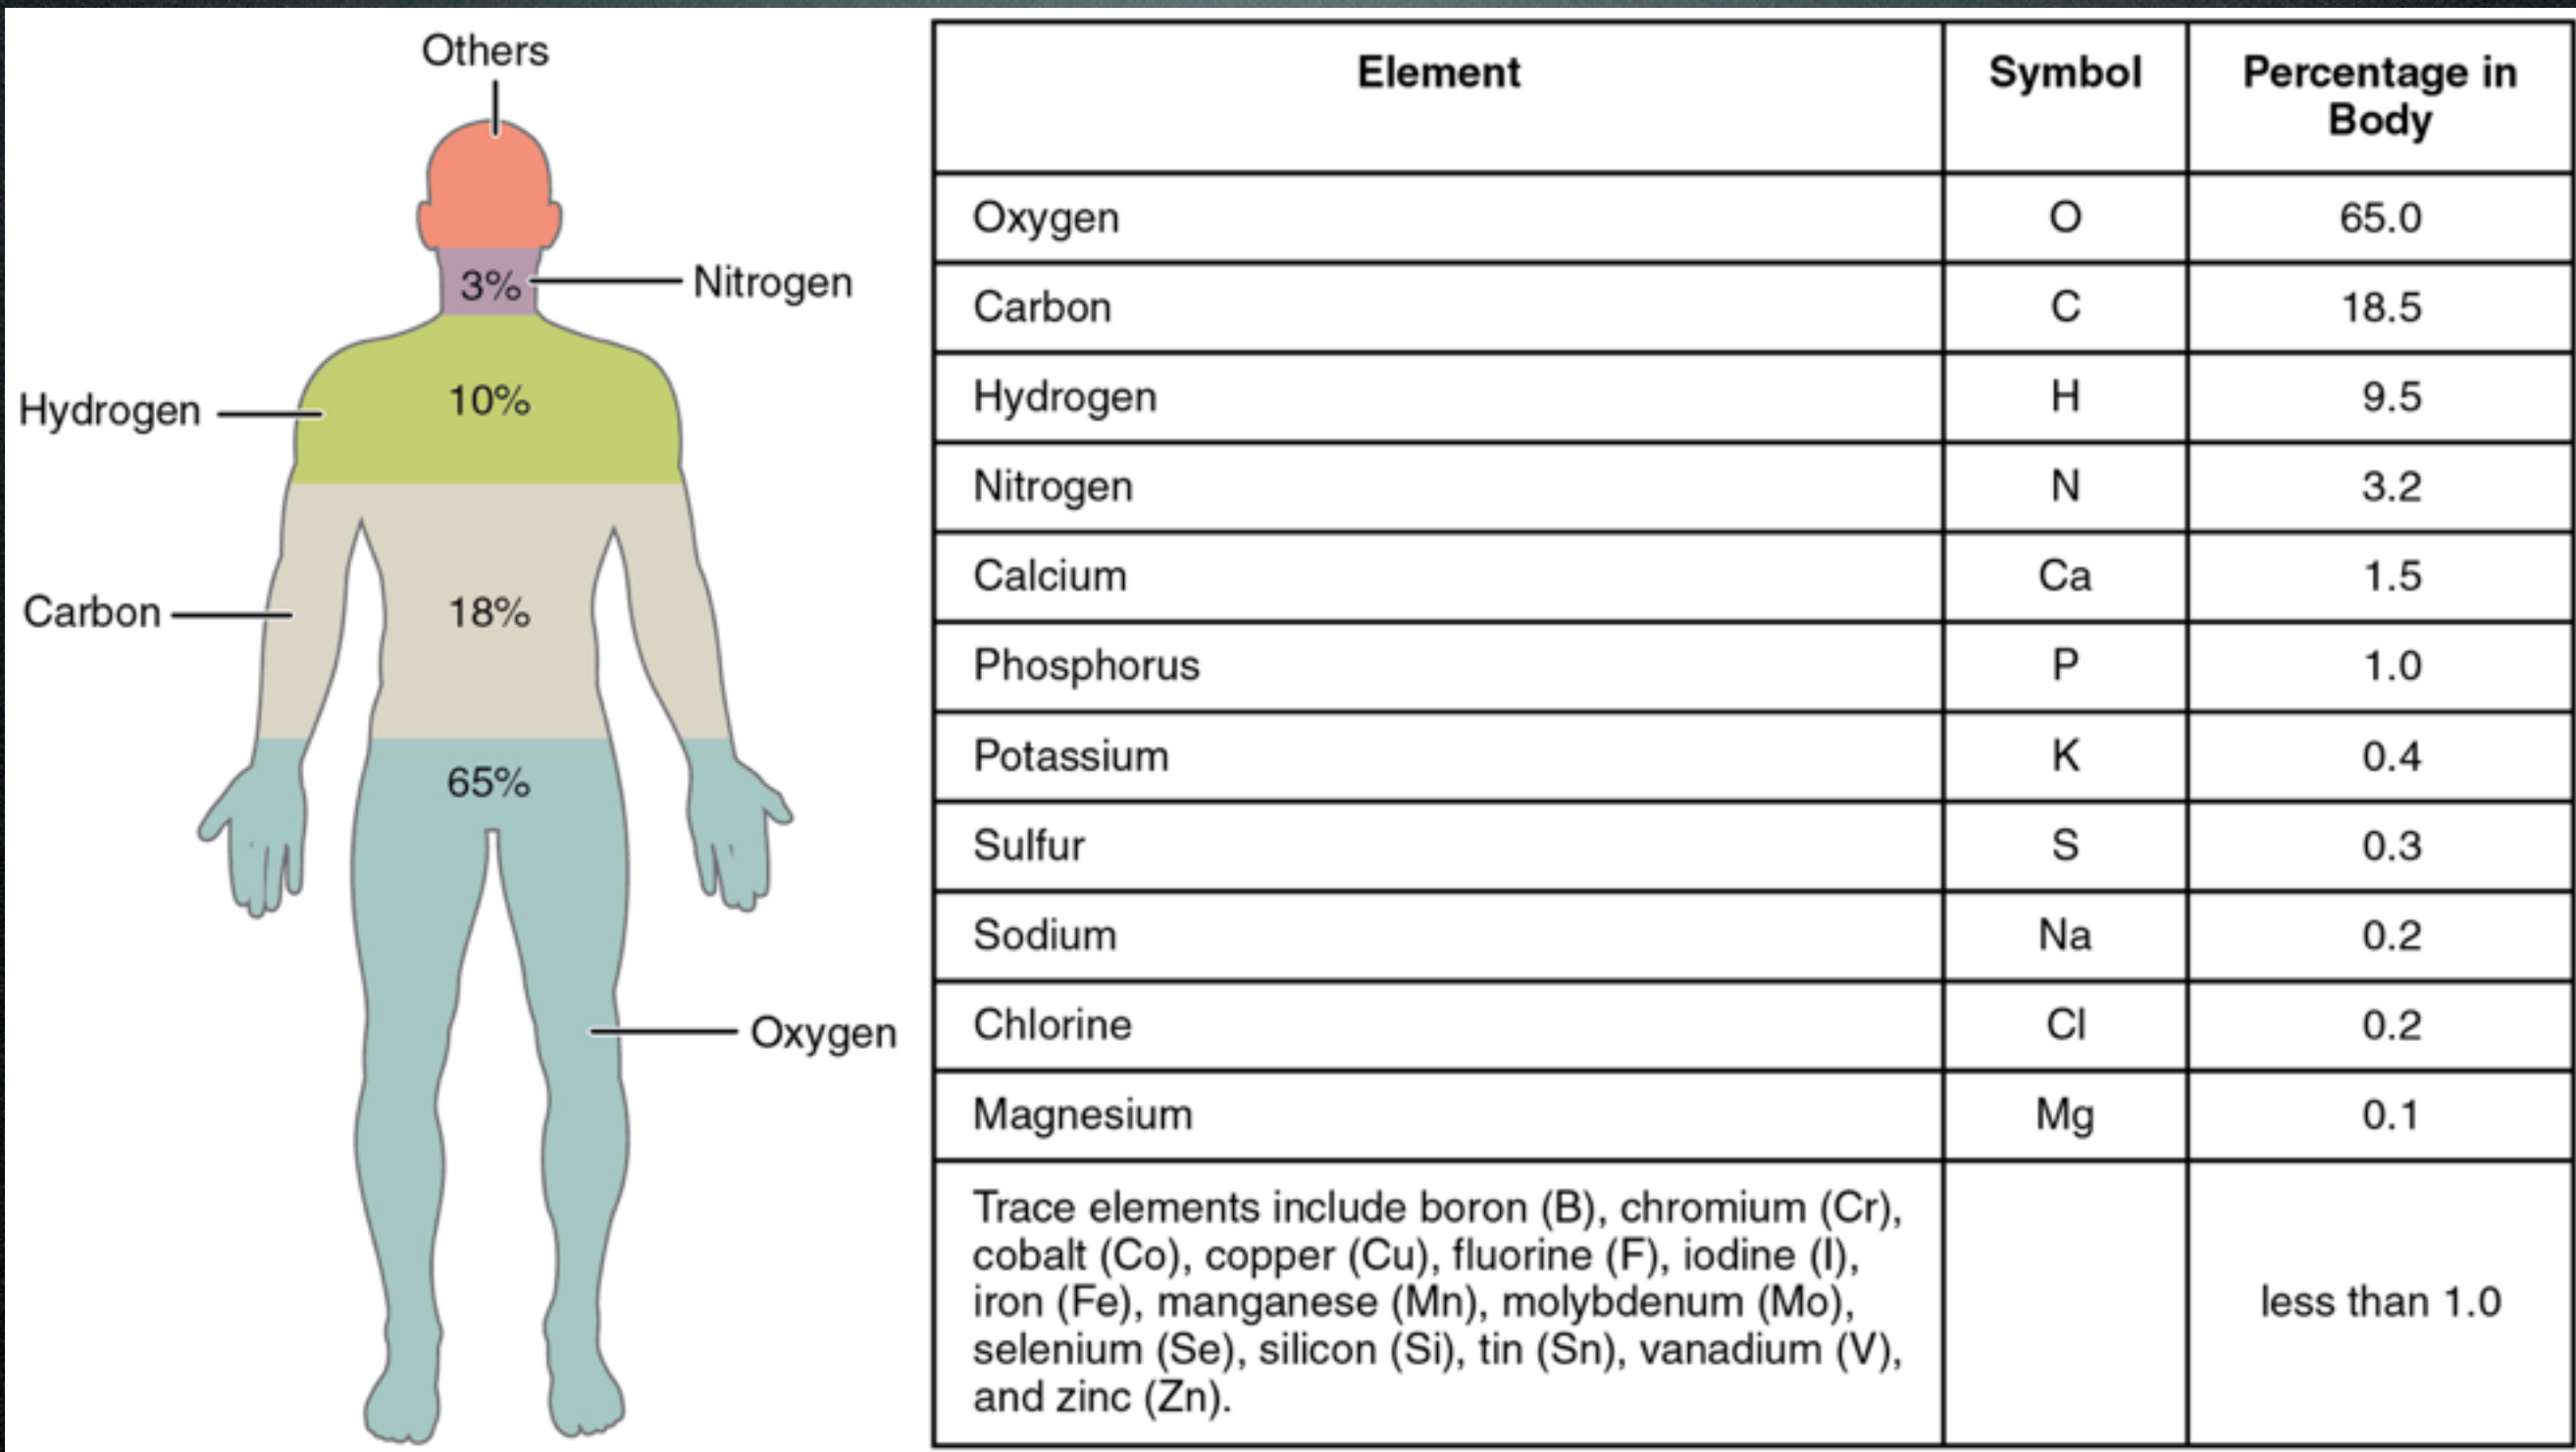 Others
3%
Nitrogen
Hydrogen
10%
Carbon
18%
65%
Oxygen
Element Symbol Percentage in
Body
Oxygen O 65.0
Carbon C 18.5
Hydrogen H 9.5
Nitrogen N 3.2
Calcium Ca 1.5
Phosphorus P 1.0
Potassium K 0.4
Sulfur S 0.3
Sodium Na 0.2
Chlorine Cl 0.2
Magnesium Mg 0.1
Trace elements include boron (B), chromium (Cr),
cobalt (Co), copper (Cu), fluorine (F), iodine (I),
iron (Fe), manganese (Mn), molybdenum (Mo),
selenium (Se), silicon (Si), tin (Sn), vanadium (V),
and zinc (Zn).
less than 1.0